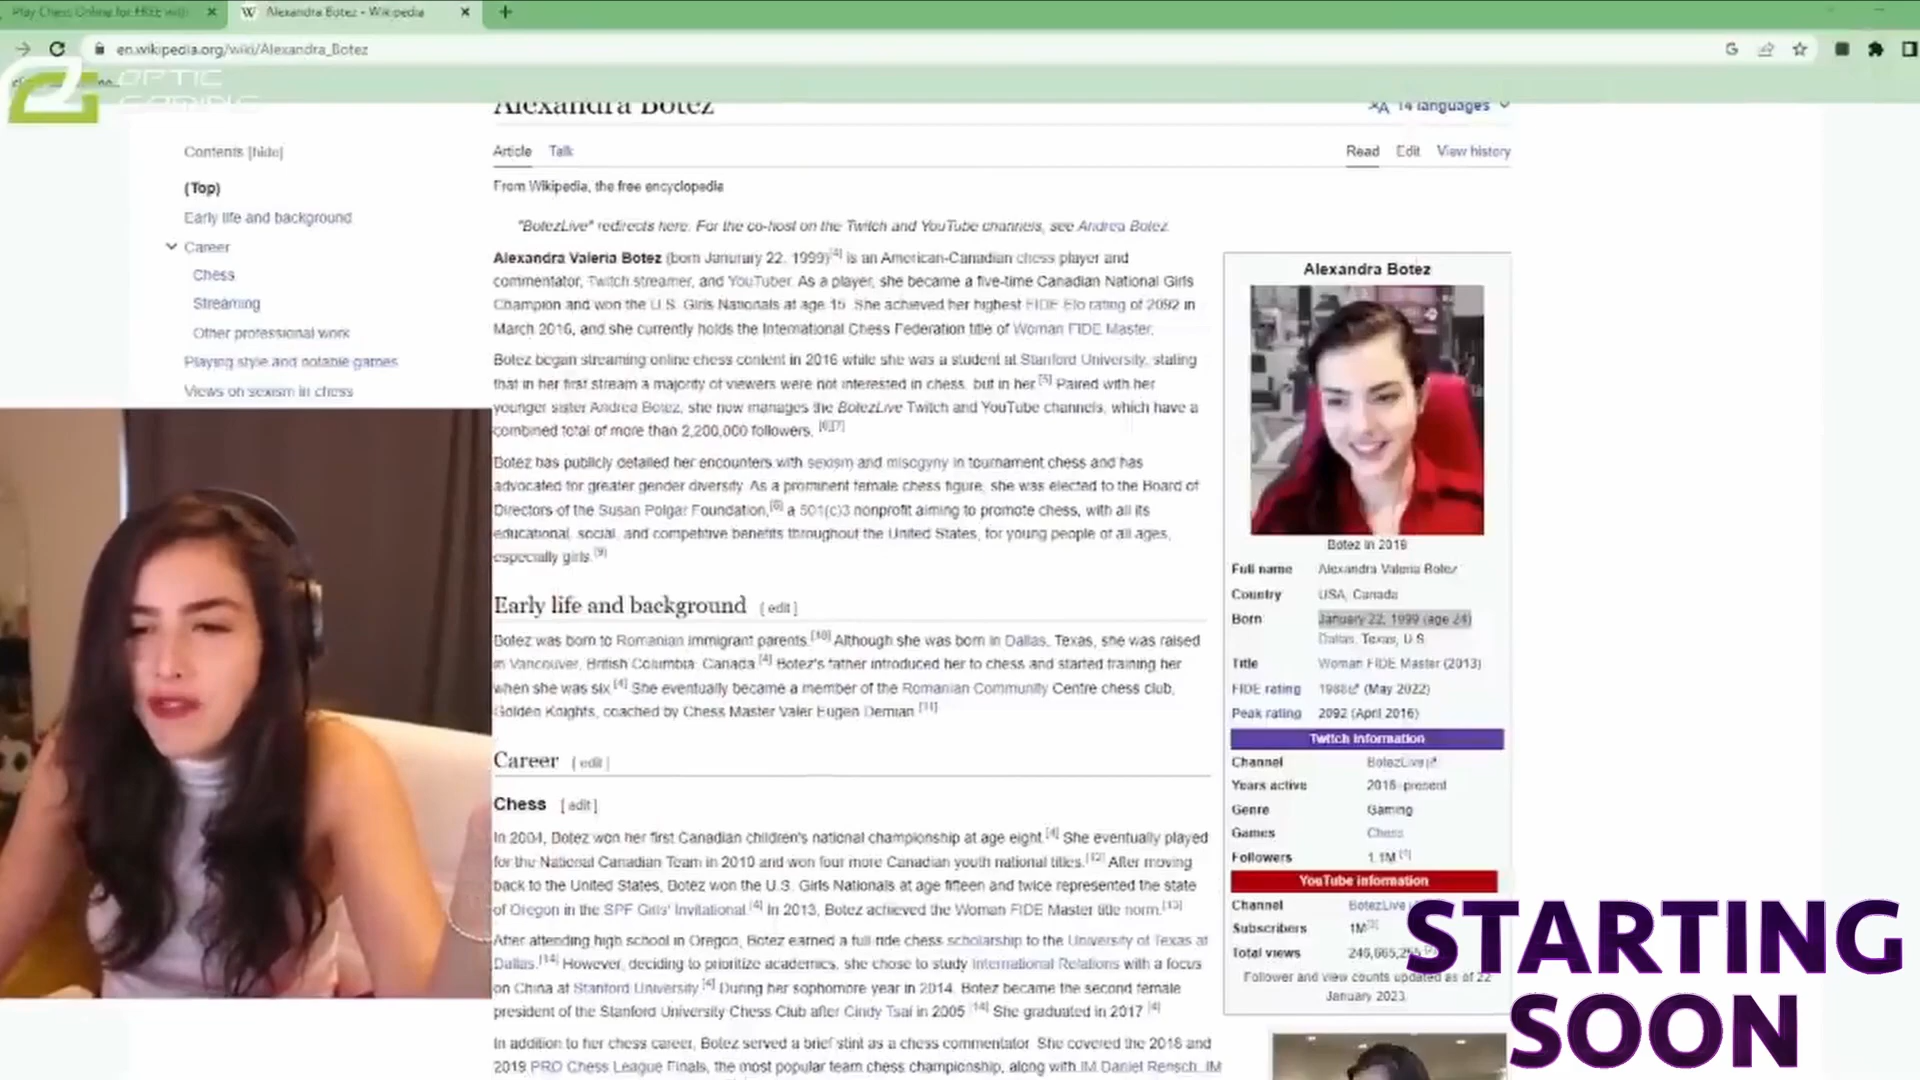 Play Chess Online for FREE with
Alexandra Botez - Wikipedia
en.wikipedia.org/wiki/Alexandra_Botez
OPTIC
GAMING
Alexandra Botez
14 languages
Contents [hide]
Article Talk
Read Edit View history
(Top)
From Wikipedia, the free encyclopedia
Early life and background
"BotezLive" redirects here. For the co-host on the Twitch and YouTube channels, see Andrea Botez.
Career
Chess
Streaming
Other professional work
Playing style and notable games
Views on sexism in chess
Alexandra Valeria Botez (born Janurary 22, 1999)[4] is an American-Canadian chess player and
commentator, Twitch streamer, and YouTuber. As a player, she became a five-time Canadian National Girls
Champion and won the U.S. Girls Nationals at age 15. She achieved her highest FIDE Elo rating of 2092 in
March 2016, and she currently holds the International Chess Federation title of Woman FIDE Master.
Botez began streaming online chess content in 2016 while she was a student at Stanford University, stating
that in her first stream a majority of viewers were not interested in chess, but in her.[5] Paired with her
younger sister Andrea Botez, she now manages the BotezLive Twitch and YouTube channels, which have a
combined total of more than 2,200,000 followers. [6][7]
Botez has publicly detailed her encounters with sexism and misogyny in tournament chess and has
advocated for greater gender diversity. As a prominent female chess figure, she was elected to the Board of
Directors of the Susan Polgar Foundation,[8] a 501(c)3 nonprofit aiming to promote chess, with all its
educational, social, and competitive benefits throughout the United States, for young people of all ages,
especially girls.[9]
Early life and background [ edit ]
Botez was born to Romanian immigrant parents.[10] Although she was born in Dallas, Texas, she was raised
in Vancouver, British Columbia, Canada.[4] Botez's father introduced her to chess and started training her
when she was six.[4] She eventually became a member of the Romanian Community Centre chess club,
Golden Knights, coached by Chess Master Valer Eugen Demian.[11]
Career [ edit ]
Chess [ edit ]
In 2004, Botez won her first Canadian children's national championship at age eight.[4] She eventually played
for the National Canadian Team in 2010 and won four more Canadian youth national titles.[12] After moving
back to the United States, Botez won the U.S. Girls Nationals at age fifteen and twice represented the state
of Oregon in the SPF Girls' Invitational.[4] In 2013, Botez achieved the Woman FIDE Master title norm.[13]
After attending high school in Oregon, Botez earned a full-ride chess scholarship to the University of Texas at
Dallas.[14] However, deciding to prioritize academics, she chose to study International Relations with a focus
on China at Stanford University.[4] During her sophomore year in 2014, Botez became the second female
president of the Stanford University Chess Club after Cindy Tsai in 2005.[14] She graduated in 2017.[4]
In addition to her chess career, Botez served a brief stint as a chess commentator. She covered the 2018 and
2019 PRO Chess League Finals, the most popular team chess championship, along with IM Daniel Rensch, IM
Alexandra Botez
Botez in 2018
Full name Alexandra Valeria Botez
Country USA, Canada
Born January 22, 1999 (age 24)
Dallas, Texas, U.S
Title Woman FIDE Master (2013)
FIDE rating 1988 (May 2022)
Peak rating 2092 (April 2016)
Twitch information
Channel BotezLive
Years active 2016–present
Genre Gaming
Games Chess
Followers 1.1M
YouTube information
Channel BotezLive
Subscribers 1M
Total views
Follower and view counts updated as of 22
January 2023.
STARTING
SOON